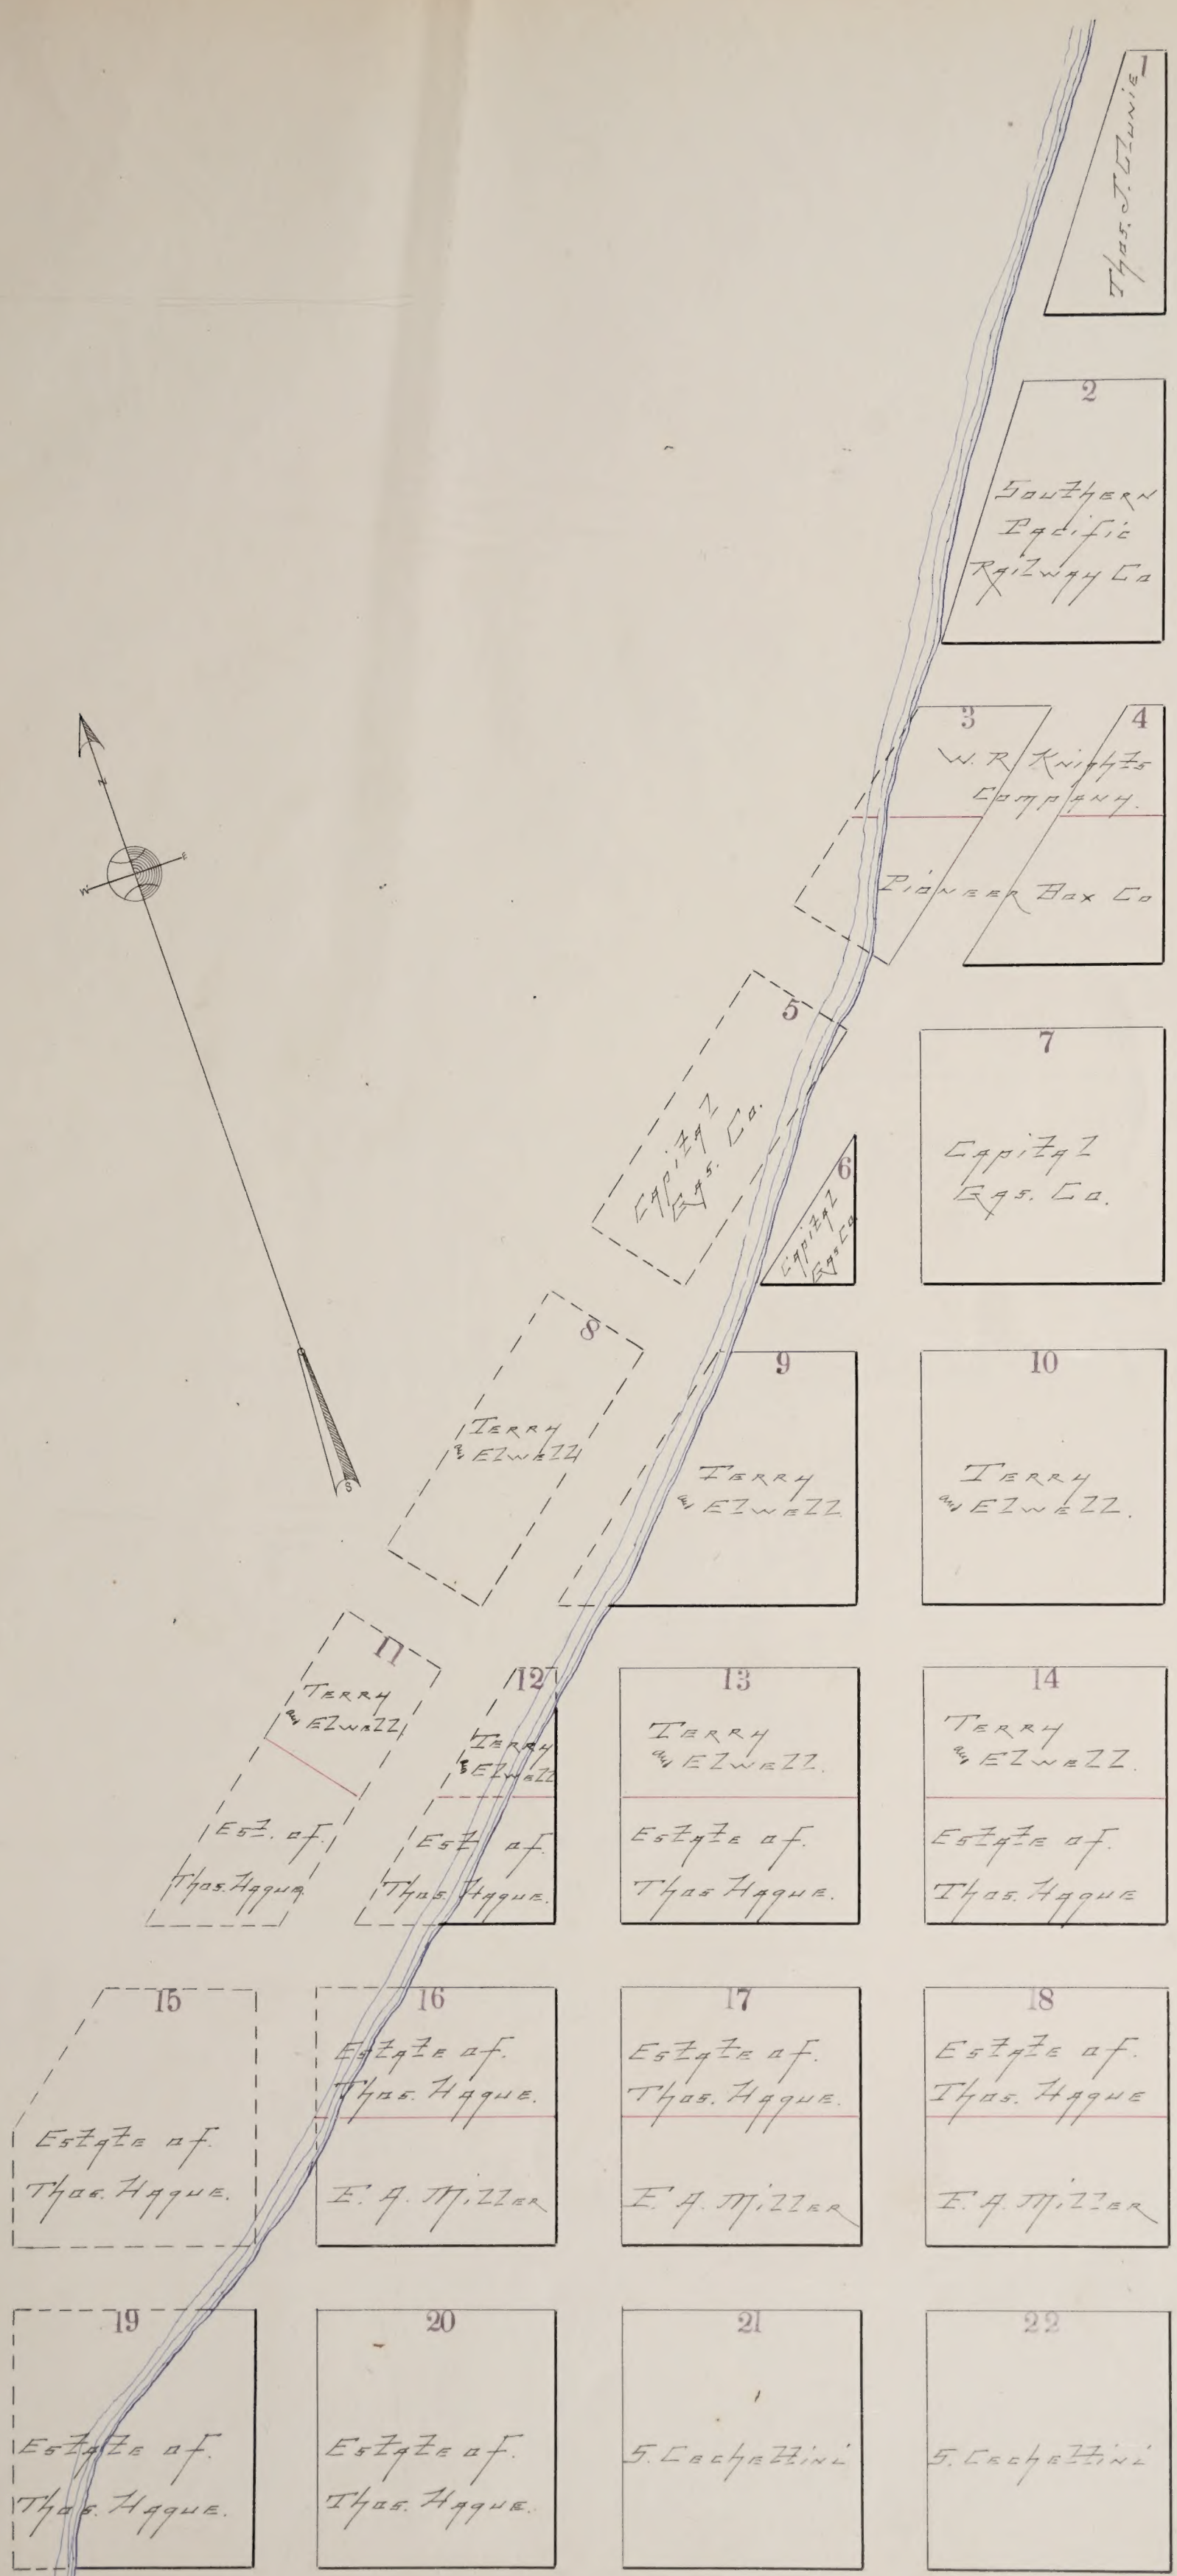 1
Thos. J. Clunie
2
Southern
Pacific
Railway Co
3
4
W. R. Knights
Company.
Pioneer Box Co
N
W
E
S
5
Capital
Gas. Co.
6
Capital
Gas Co
7
Capital
Gas. Co.
8
Terry
& Elwell
9
Terry
and Elwell
10
Terry
and Elwell.
11
Terry
and Elwell
Est. of.
Thos. Hague.
12
Terry
& Elwell
Est of.
Thos. Hague.
13
Terry
and Elwell.
Estate of.
Thos Hague.
14
Terry
and Elwell.
Estate of.
Thos. Hague
15
Estate of.
Thos. Hague.
16
Estate of.
Thos. Hague.
E. A. Miller
17
Estate of.
Thos. Hague.
E. A. Miller
18
Estate of.
Thos. Hague
E. A. Miller
19
Estate of.
Thos. Hague.
20
Estate of.
Thos. Hague.
21
S. Cechettini
22
S. Cechettini